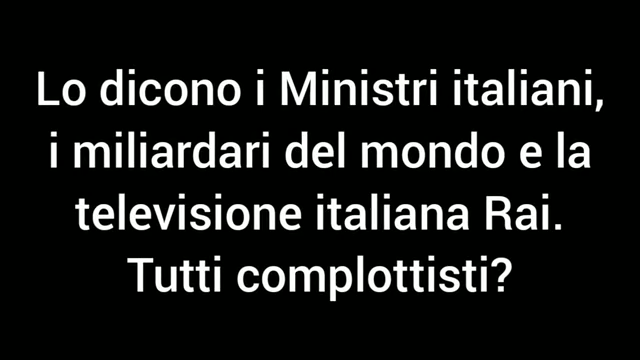 Lo dicono i Ministri italiani,
i miliardari del mondo e la
televisione italiana Rai.
Tutti complottisti?